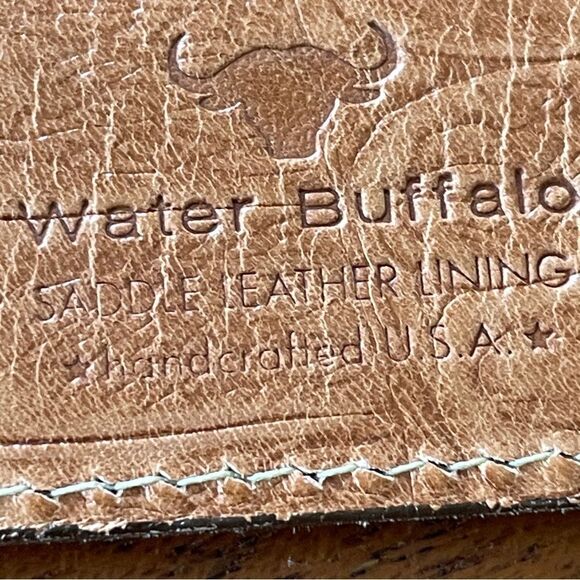 Water Buffalo
SADDLE LEATHER LINING
★handcrafted U.S.A.★